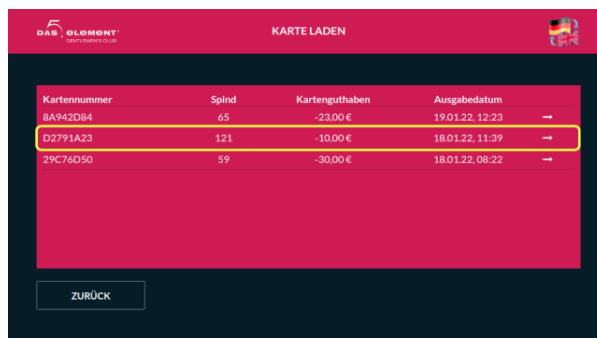 DAS 5 ELEMENT
GENTLEMEN'S CLUB
KARTE LADEN
Kartennummer Spind Kartenguthaben Ausgabedatum
8A942D84 65 -23,00 € 19.01.22, 12:23 →
D2791A23 121 -10,00 € 18.01.22, 11:39 →
29C76D50 59 -30,00 € 18.01.22, 08:22 →
ZURÜCK